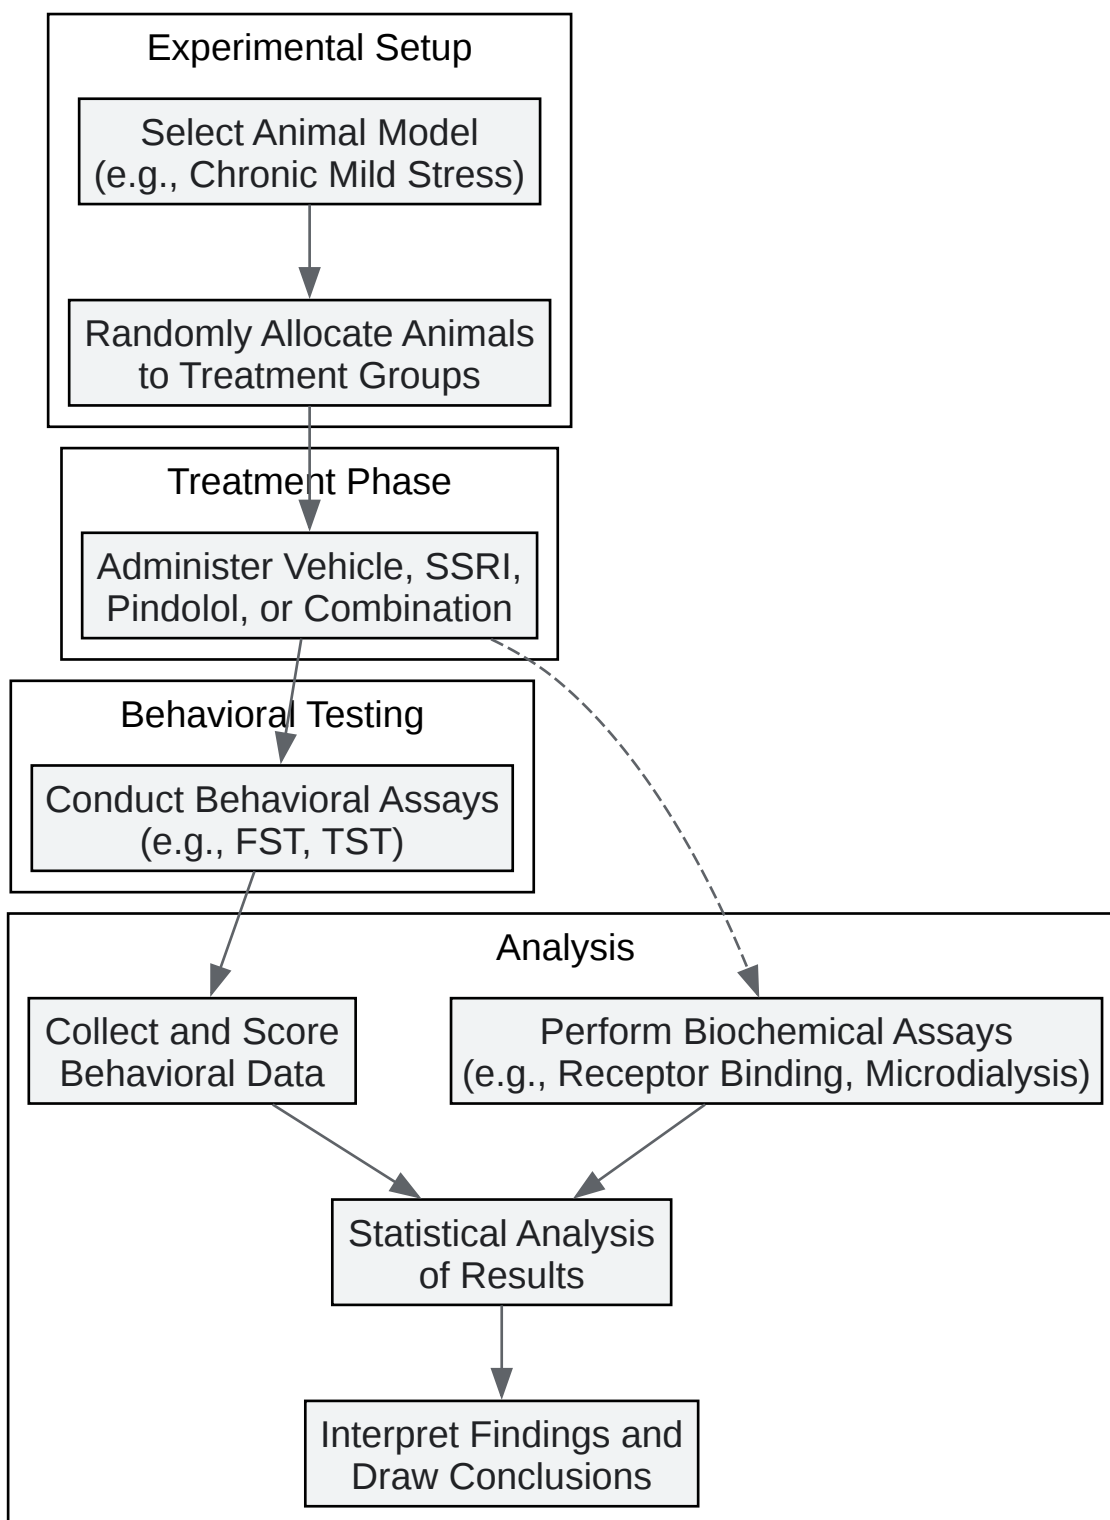 Experimental Setup
Select Animal Model
(e.g., Chronic Mild Stress)
Randomly Allocate Animals
to Treatment Groups
Treatment Phase
Administer Vehicle, SSRI,
Pindolol, or Combination
Behavioral Testing
Conduct Behavioral Assays
(e.g., FST, TST)
Analysis
Collect and Score
Behavioral Data
Perform Biochemical Assays
(e.g., Receptor Binding, Microdialysis)
Statistical Analysis
of Results
Interpret Findings and
Draw Conclusions